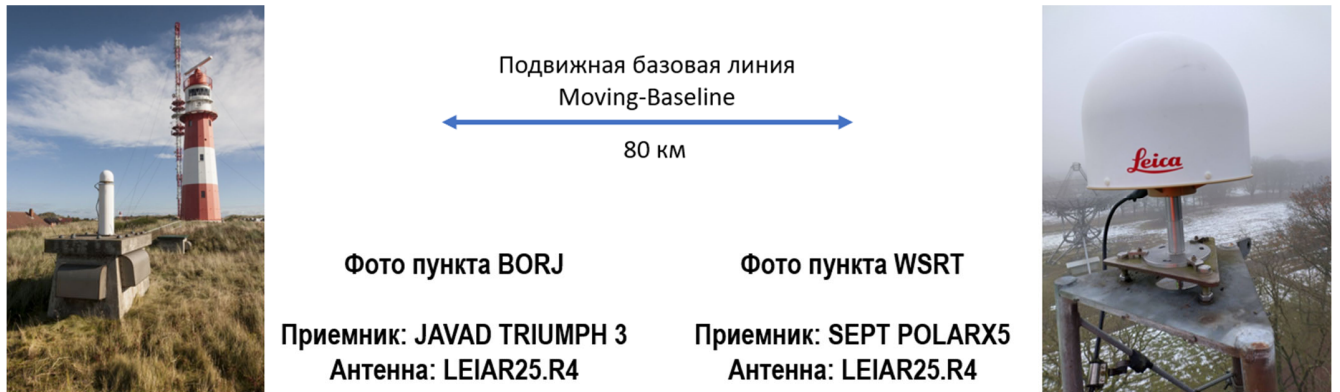 Подвижная базовая линия
Moving-Baseline
80 км
Leica
Фото пункта BORJ
Фото пункта WSRT
Приемник: JAVAD TRIUMPH 3
Антенна: LEIAR25.R4
Приемник: SEPT POLARX5
Антенна: LEIAR25.R4